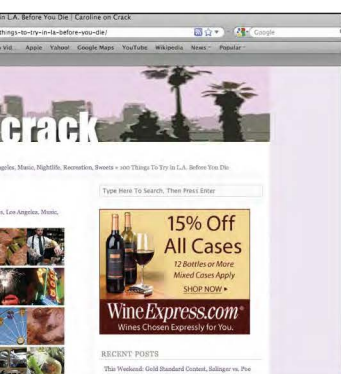 in L.A. Before You Die | Caroline on Crack
things-to-try-in-la-before-you-die/
Google
Vid... Apple Yahoo! Google Maps YouTube Wikipedia News Popular
crack
Angeles, Music, Nightlife, Recreation, Sweets » 100 Things To Try in L.A. Before You Die
Type Here To Search, Then Press Enter
, Los Angeles, Music,
15% Off
All Cases
12 Bottles or More
Mixed Cases Apply
SHOP NOW
WineExpress.com
Wines Chosen Expressly for You.
RECENT POSTS
This Weekend: Gold Standard Contest, Salinger vs. Poe